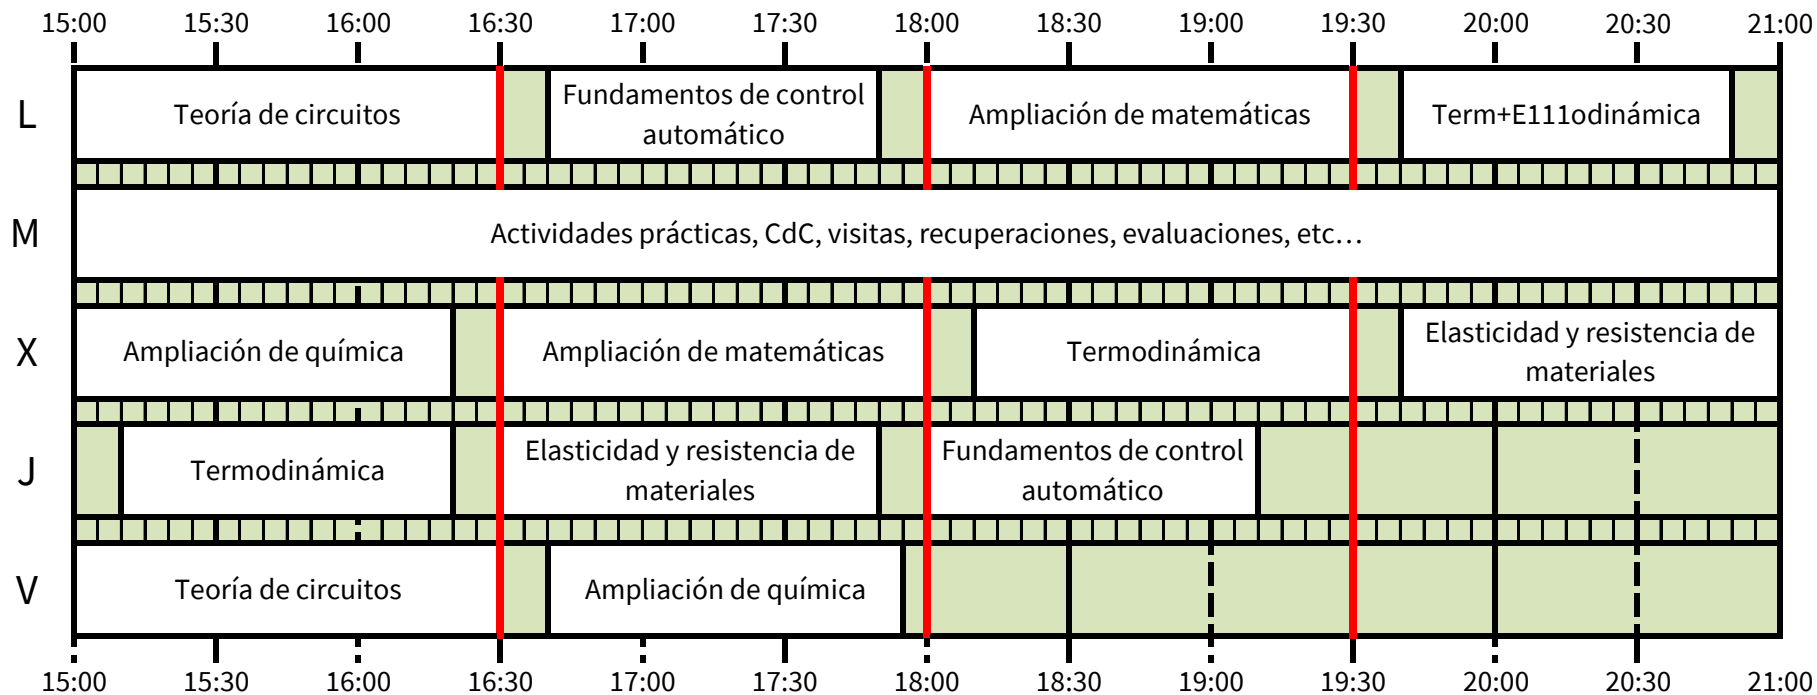 15:00 15:30 16:00 16:30 17:00 17:30 18:00 18:30 19:00 19:30 20:00 20:30 21:00
L
Teoría de circuitos
Fundamentos de control
automático
Ampliación de matemáticas
Term+E111odinámica
M
Actividades prácticas, CdC, visitas, recuperaciones, evaluaciones, etc…
X
Ampliación de química
Ampliación de matemáticas
Termodinámica
Elasticidad y resistencia de
materiales
J
Termodinámica
Elasticidad y resistencia de
materiales
Fundamentos de control
automático
V
Teoría de circuitos
Ampliación de química
15:00 15:30 16:00 16:30 17:00 17:30 18:00 18:30 19:00 19:30 20:00 20:30 21:00